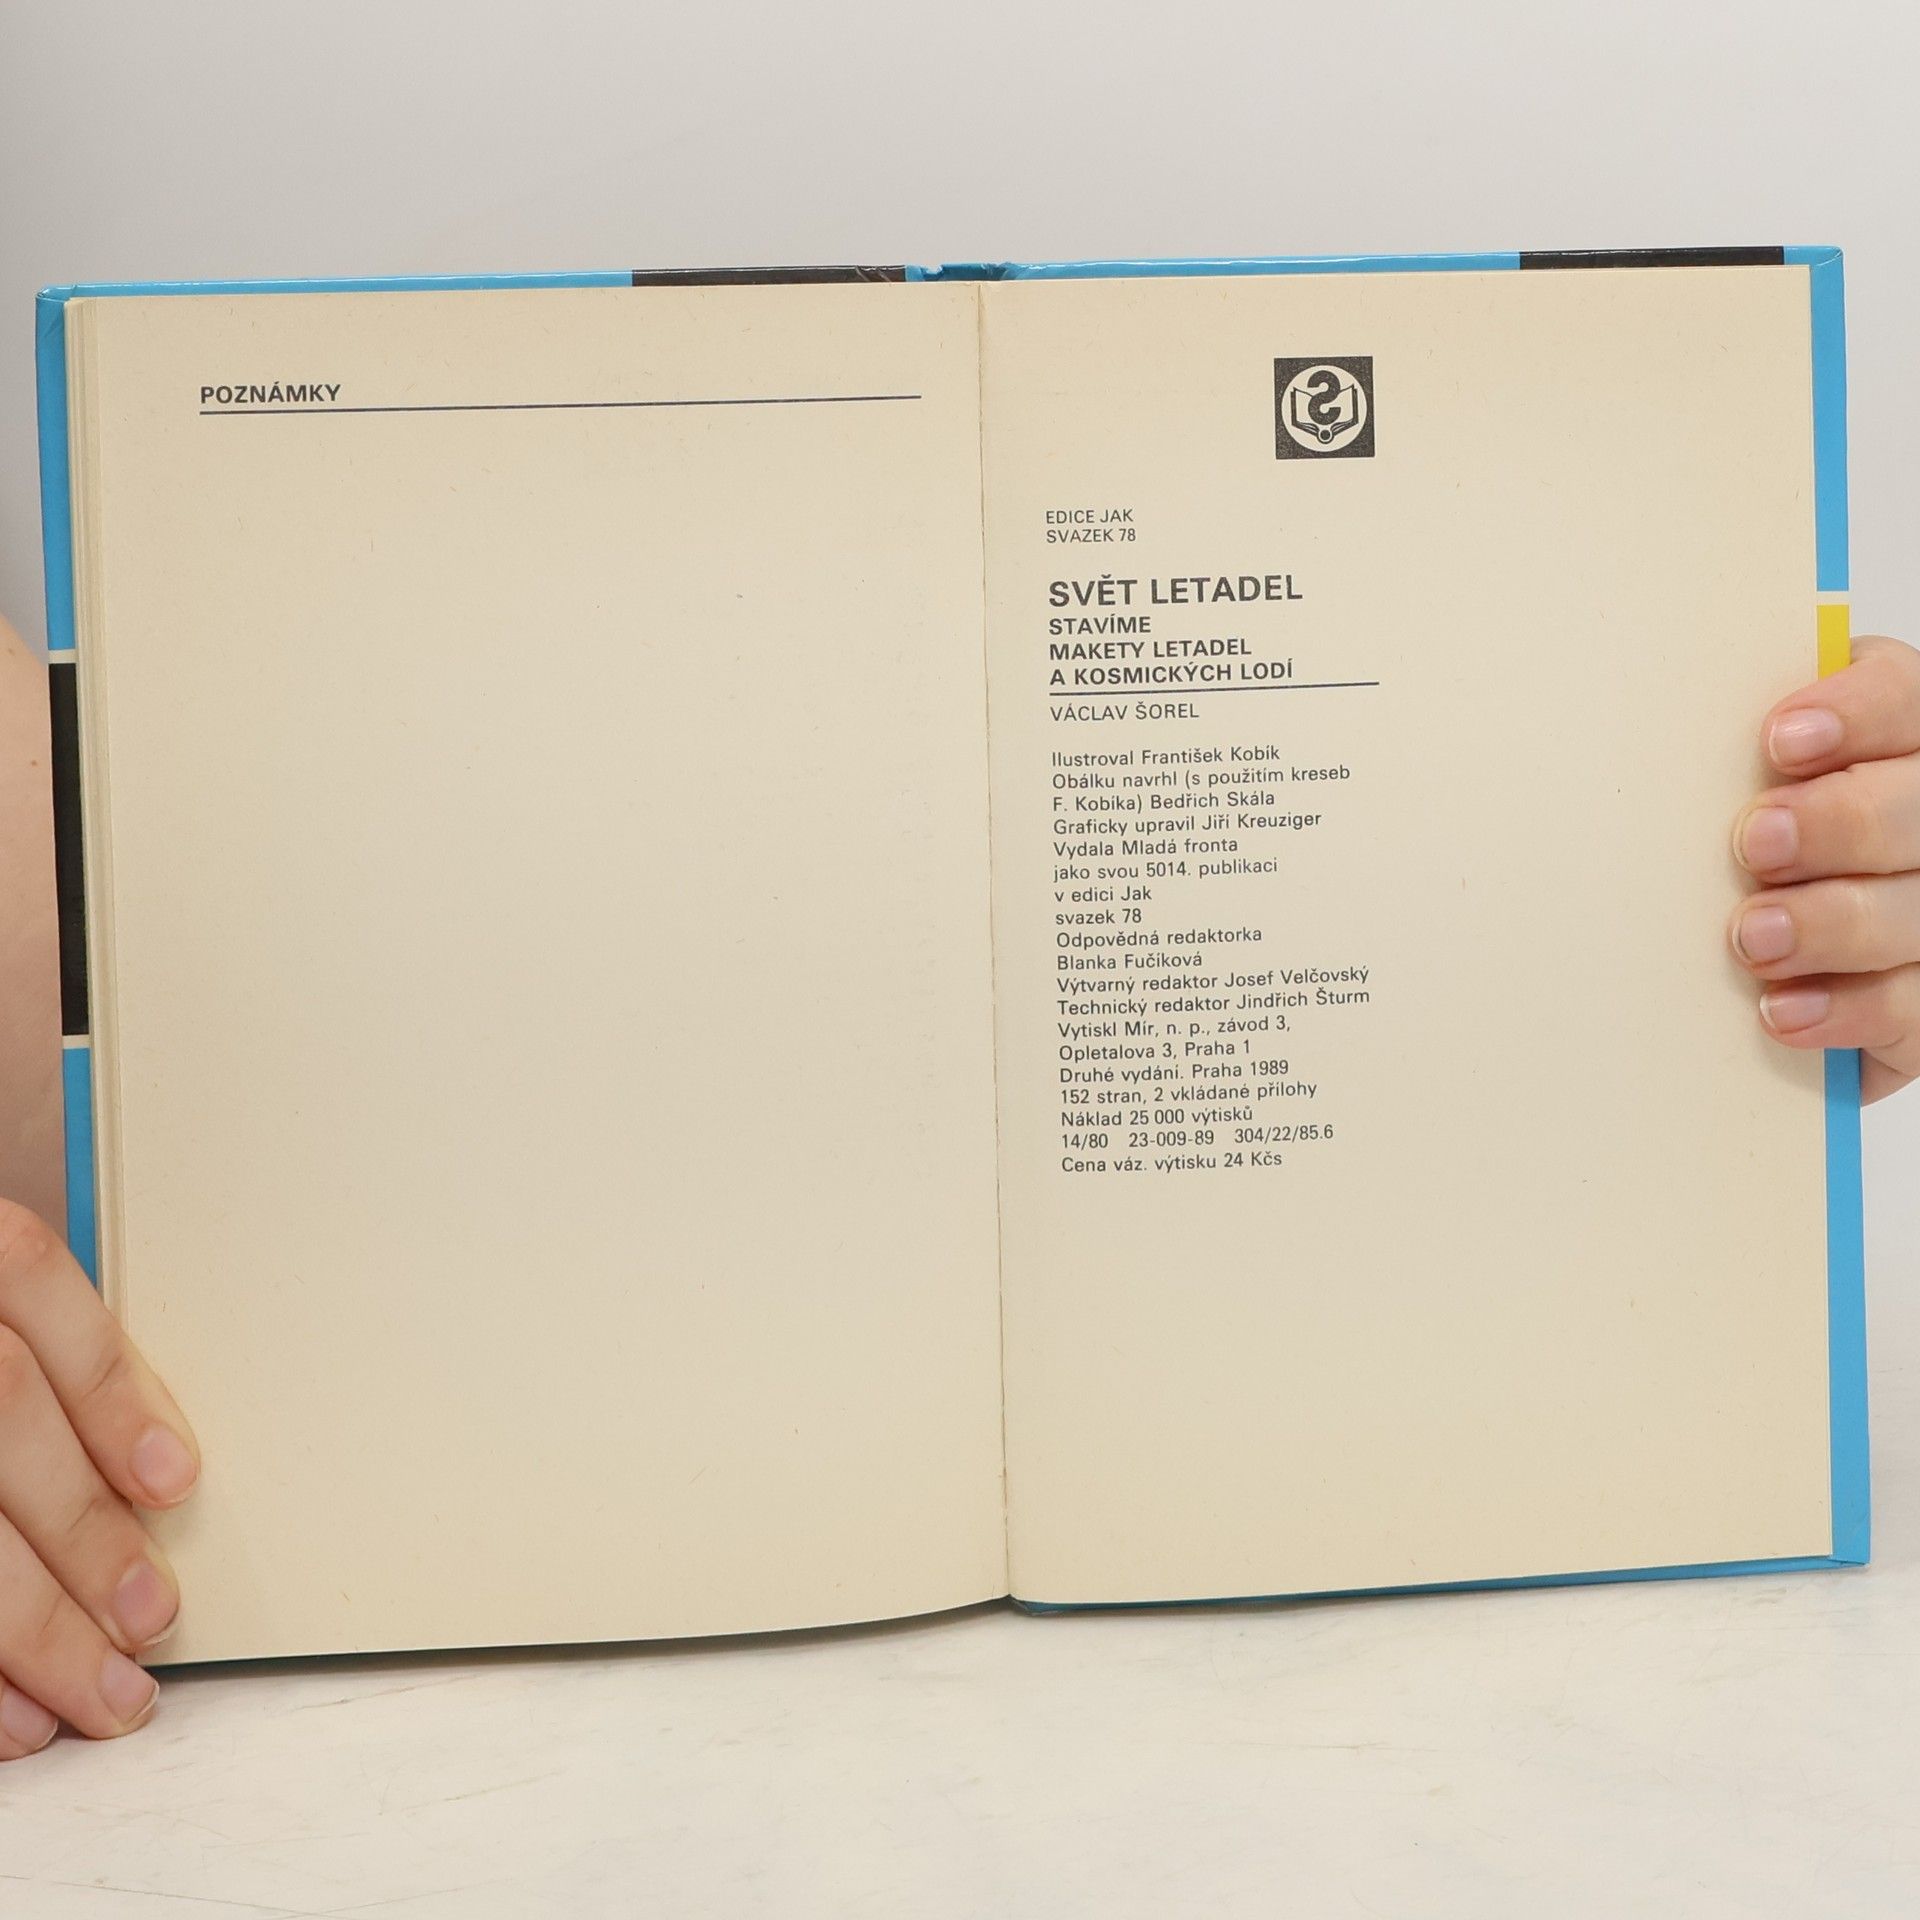 POZNÁMKY
EDICE JAK
SVAZEK 78
SVĚT LETADEL
STAVÍME
MAKETY LETADEL
A KOSMICKÝCH LODÍ
VÁCLAV ŠOREL
Ilustroval František Kobík
Obálku navrhl (s použitím kreseb
F. Kobíka) Bedřich Skála
Graficky upravil Jiří Kreuziger
Vydala Mladá fronta
jako svou 5014. publikaci
v edici Jak
svazek 78
Odpovědná redaktorka
Blanka Fučíková
Výtvarný redaktor Josef Velčovský
Technický redaktor Jindřich Šturm
Vytiskl Mír, n. p., závod 3,
Opletalova 3, Praha 1
Druhé vydání. Praha 1989
152 stran, 2 vkládané přílohy
Náklad 25 000 výtisků
14/80 23-009-89 304/22/85.6
Cena váz. výtisku 24 Kčs